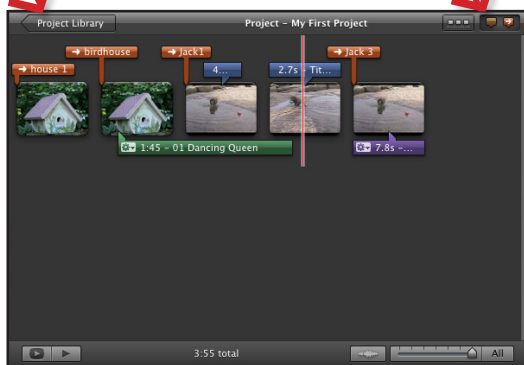 Project Library
Project - My First Project
→ birdhouse
→ Jack1
→ Jack 3
→ house 1
4...
2.7s - Tit...
1:45 - 01 Dancing Queen
7.8s -...
3:55 total
All